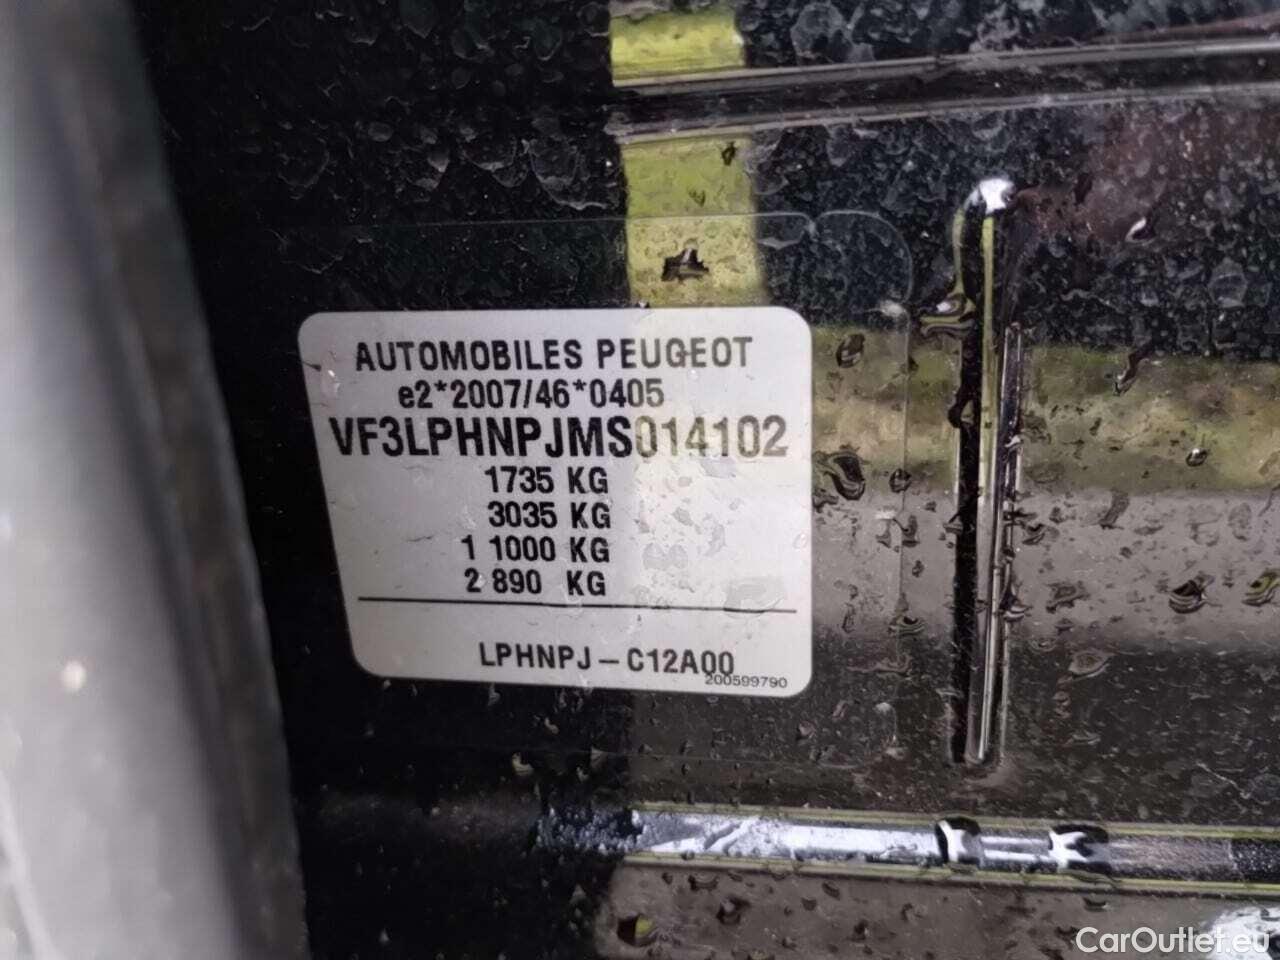 AUTOMOBILES PEUGEOT
e2*2007/46*0405
VF3LPHNPJMS014102
1735 KG
3035 KG
1 1000 KG
2 890 KG
LPHNPJ - C12A00
200599790
CarOutlet.eu